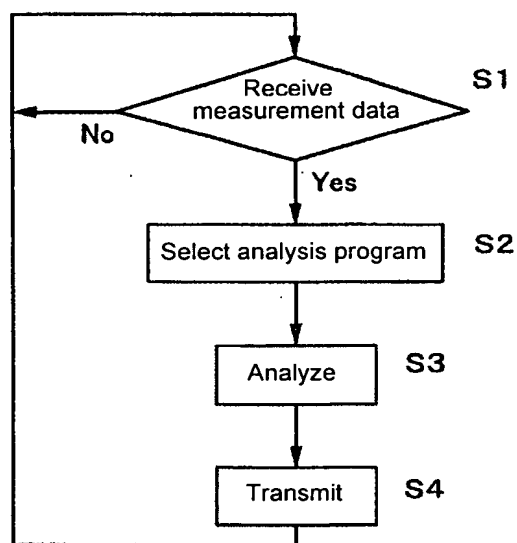 Receive
measurement data
S1
No
Yes
Select analysis program
S2
Analyze
S3
Transmit
S4